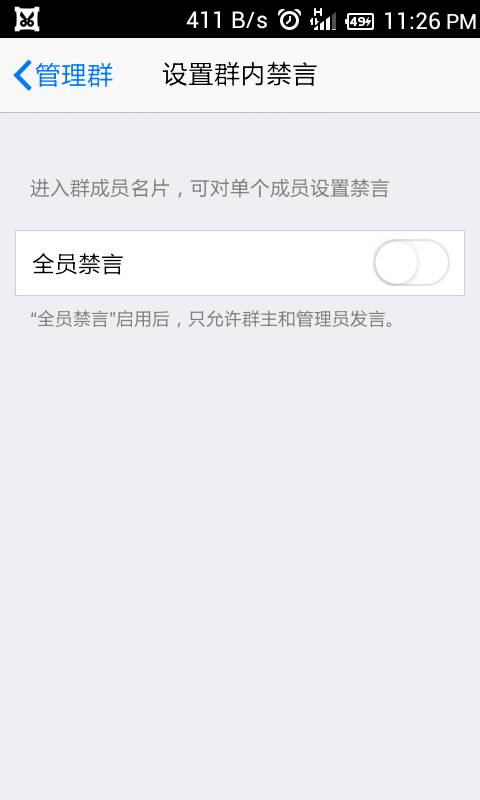 411 B/s H 49 11:26 PM
管理群 设置群内禁言
进入群成员名片，可对单个成员设置禁言
全员禁言
“全员禁言”启用后，只允许群主和管理员发言。